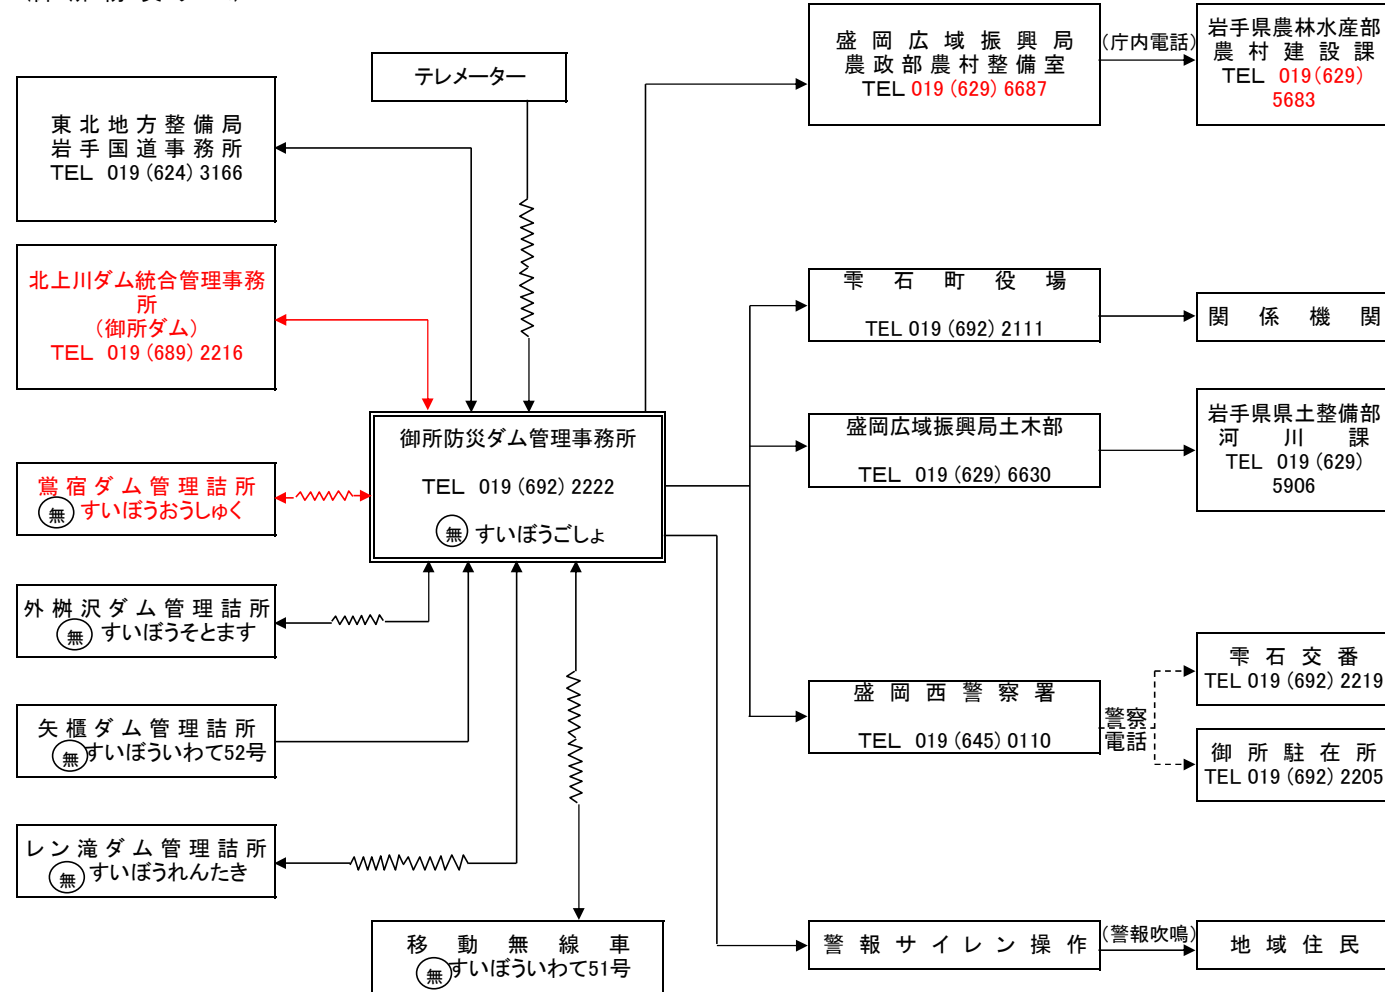 テレメーター
東北地方整備局
岩手国道事務所
TEL 019(624)3166
北上川ダム統合管理事務
所
(御所ダム)
TEL 019(689)2216
鶯宿ダム管理詰所
無 すいぼうおうしゅく
外桝沢ダム管理詰所
無 すいぼうそとます
矢櫃ダム管理詰所
無 すいぼういわて52号
レン滝ダム管理詰所
無 すいぼうれんたき
御所防災ダム管理事務所
TEL 019(692)2222
無 すいぼうごしょ
移動無線車
無 すいぼういわて51号
盛岡広域振興局
農政部農村整備室
TEL 019(629)6687
(庁内電話)
岩手県農林水産部
農村建設課
TEL 019(629)
5683
雫石町役場
TEL 019(692)2111
関係機関
盛岡広域振興局土木部
TEL 019(629)6630
岩手県県土整備部
河川課
TEL 019(629)
5906
盛岡西警察署
TEL 019(645)0110
警察
電話
雫石交番
TEL 019(692)2219
御所駐在所
TEL 019(692)2205
警報サイレン操作
(警報吹鳴)
地域住民